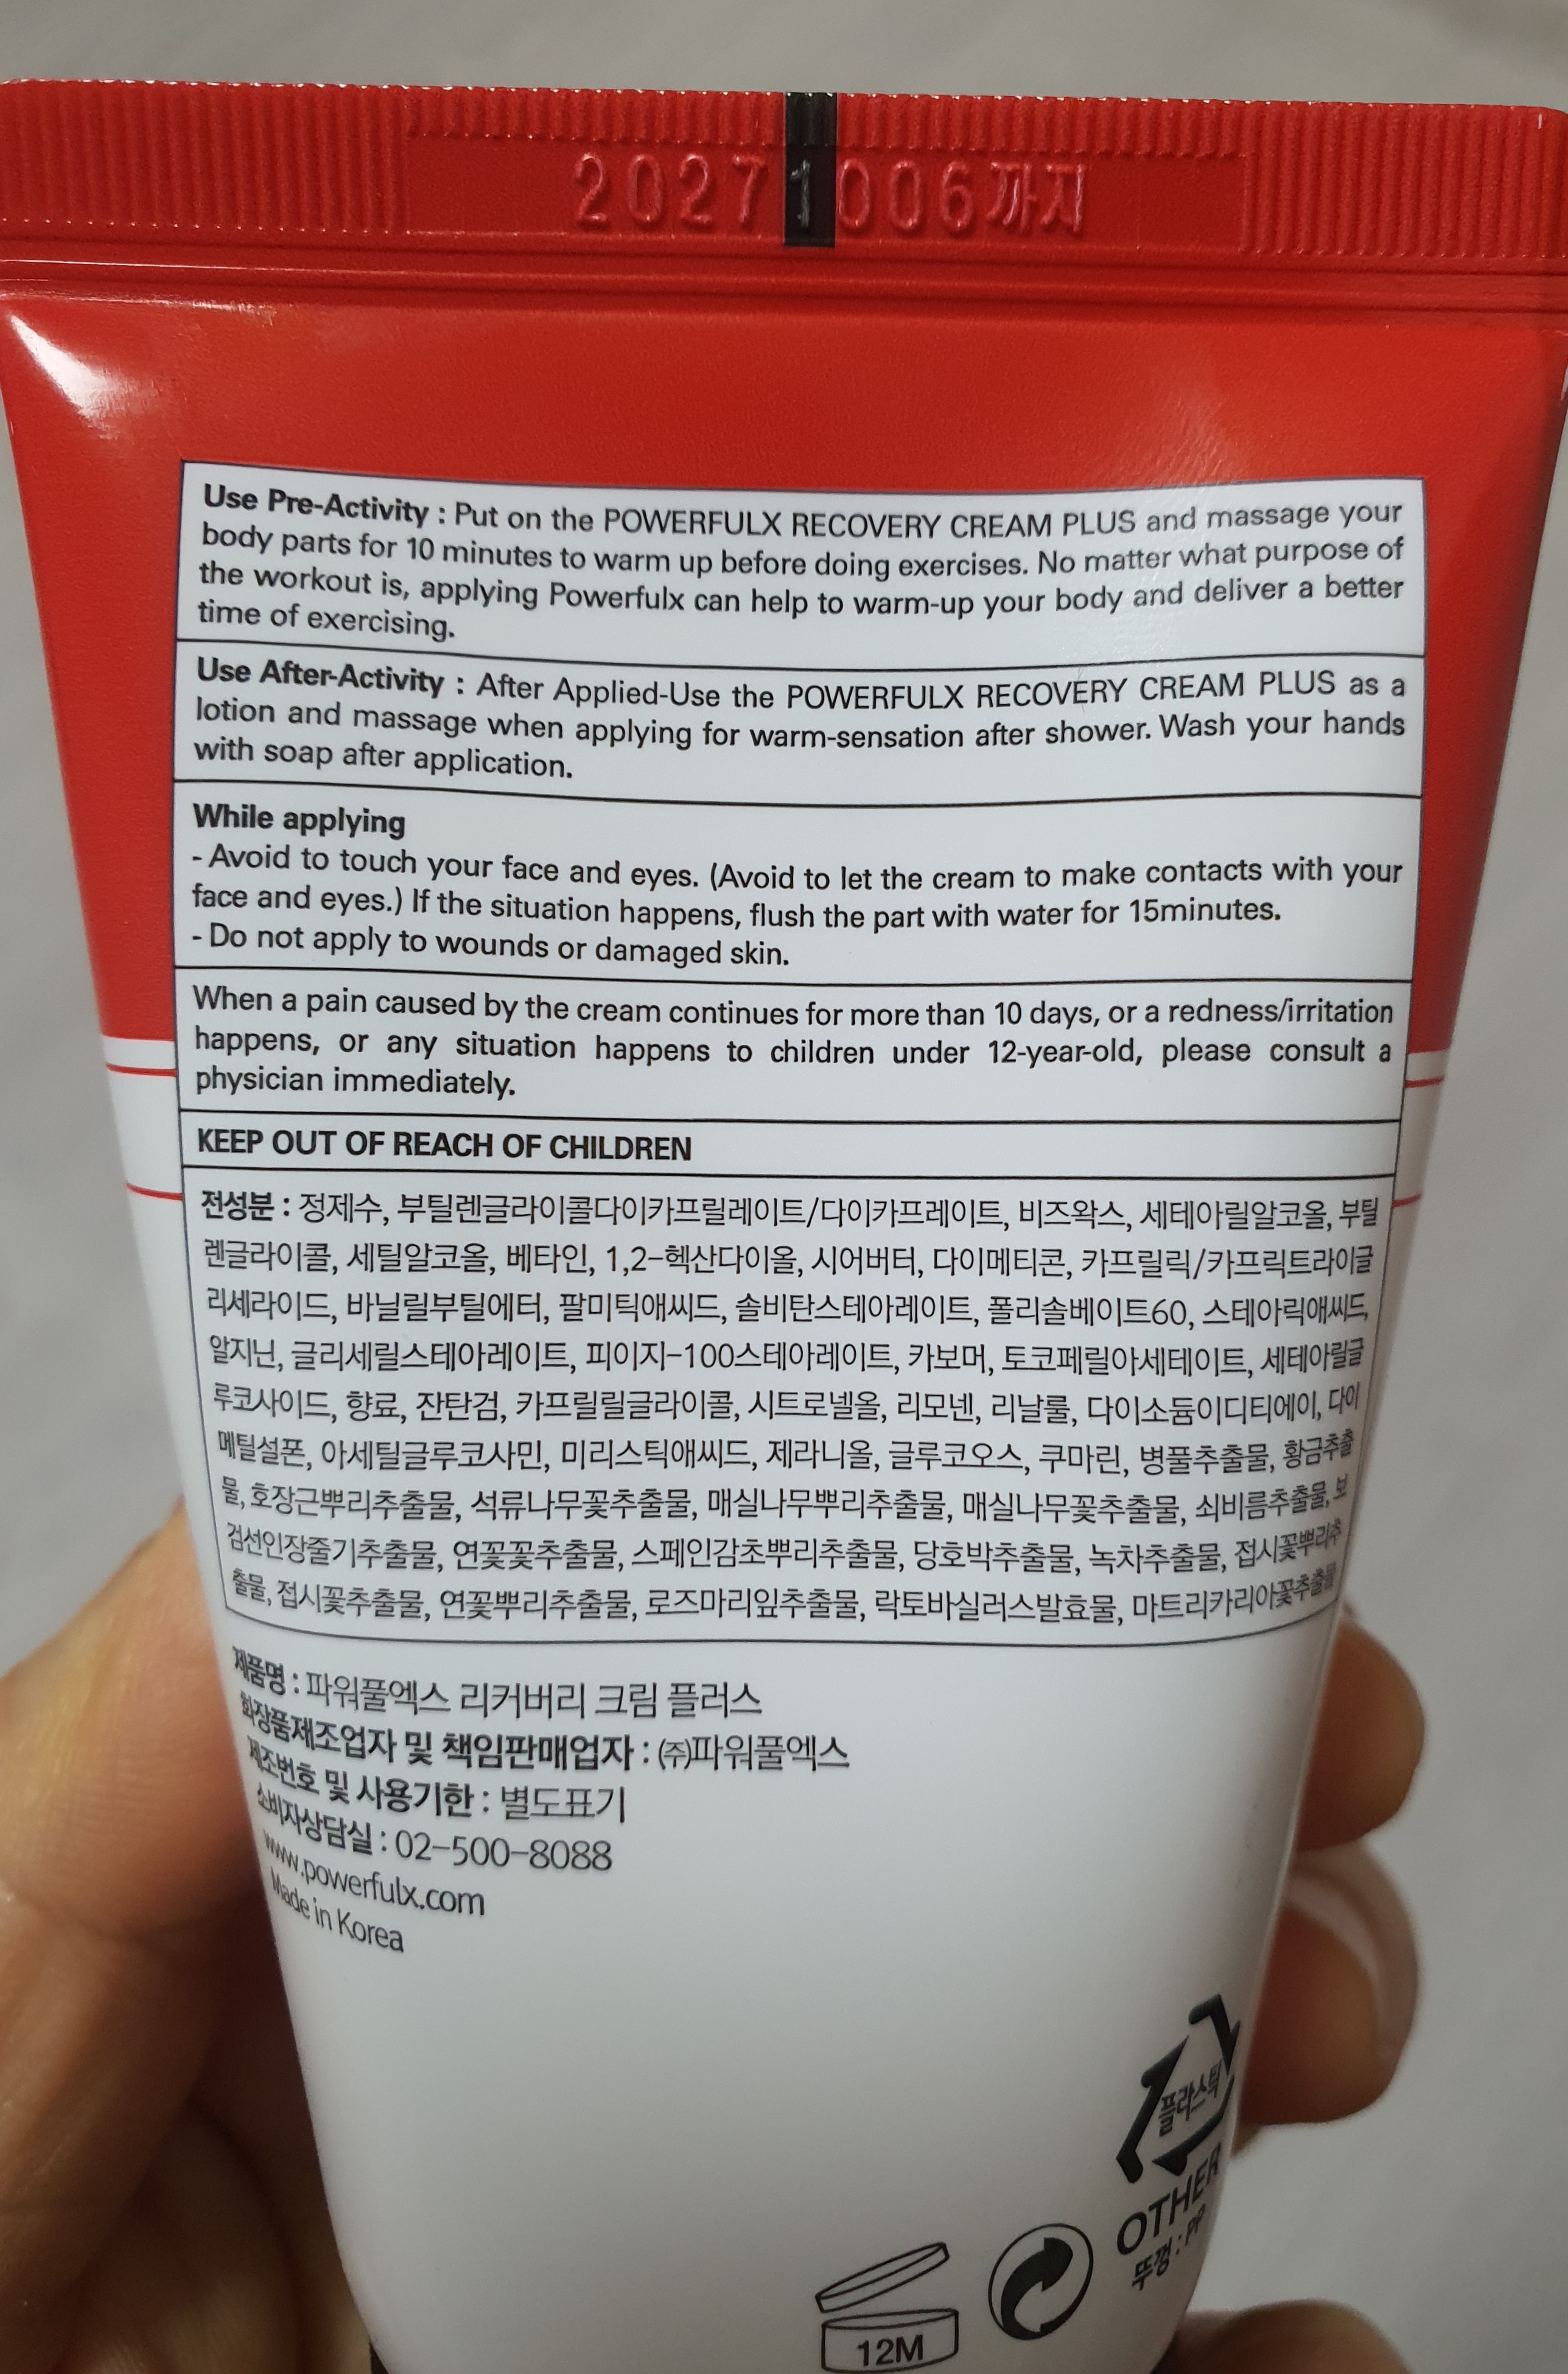 20271006까지
Use Pre-Activity : Put on the POWERFULX RECOVERY CREAM PLUS and massage your
body parts for 10 minutes to warm up before doing exercises. No matter what purpose of
the workout is, applying Powerfulx can help to warm-up your body and deliver a better
time of exercising.
Use After-Activity : After Applied-Use the POWERFULX RECOVERY CREAM PLUS as a
lotion and massage when applying for warm-sensation after shower. Wash your hands
with soap after application.
While applying
- Avoid to touch your face and eyes. (Avoid to let the cream to make contacts with your
face and eyes.) If the situation happens, flush the part with water for 15minutes.
- Do not apply to wounds or damaged skin.
When a pain caused by the cream continues for more than 10 days, or a redness/irritation
happens, or any situation happens to children under 12-year-old, please consult a
physician immediately.
KEEP OUT OF REACH OF CHILDREN
전성분 : 정제수, 부틸렌글라이콜다이카프릴레이트/다이카프레이트, 비즈왁스, 세테아릴알코올, 부틸
렌글라이콜, 세틸알코올, 베타인, 1,2-헥산다이올, 시어버터, 다이메티콘, 카프릴릭/카프릭트라이글
리세라이드, 바닐릴부틸에터, 팔미틱애씨드, 솔비탄스테아레이트, 폴리솔베이트60, 스테아릭애씨드,
알지닌, 글리세릴스테아레이트, 피이지-100스테아레이트, 카보머, 토코페릴아세테이트, 세테아릴글
루코사이드, 향료, 잔탄검, 카프릴릴글라이콜, 시트로넬올, 리모넨, 리날룰, 다이소듐이디티에이, 다이
메틸설폰, 아세틸글루코사민, 미리스틱애씨드, 제라니올, 글루코오스, 쿠마린, 병풀추출물, 황금추출
물, 호장근뿌리추출물, 석류나무꽃추출물, 매실나무뿌리추출물, 매실나무꽃추출물, 쇠비름추출물, 보
검선인장줄기추출물, 연꽃꽃추출물, 스페인감초뿌리추출물, 당호박추출물, 녹차추출물, 접시꽃뿌리추
출물, 접시꽃추출물, 연꽃뿌리추출물, 로즈마리잎추출물, 락토바실러스발효물, 마트리카리아꽃추출물
제품명 : 파워풀엑스 리커버리 크림 플러스
화장품제조업자 및 책임판매업자 : ㈜파워풀엑스
제조번호 및 사용기한 : 별도표기
소비자상담실 : 02-500-8088
www.powerfulx.com
Made in Korea
플라스틱
OTHER
뚜껑 : PP
12M